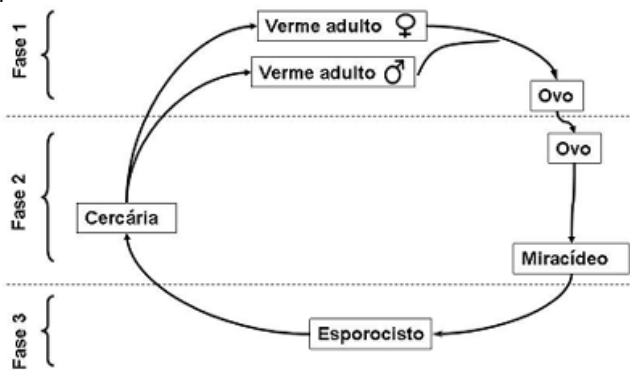 Fase 1
Verme adulto ♀
Verme adulto ♂
Ovo
Fase 2
Ovo
Cercária
Miracídeo
Fase 3
Esporocisto